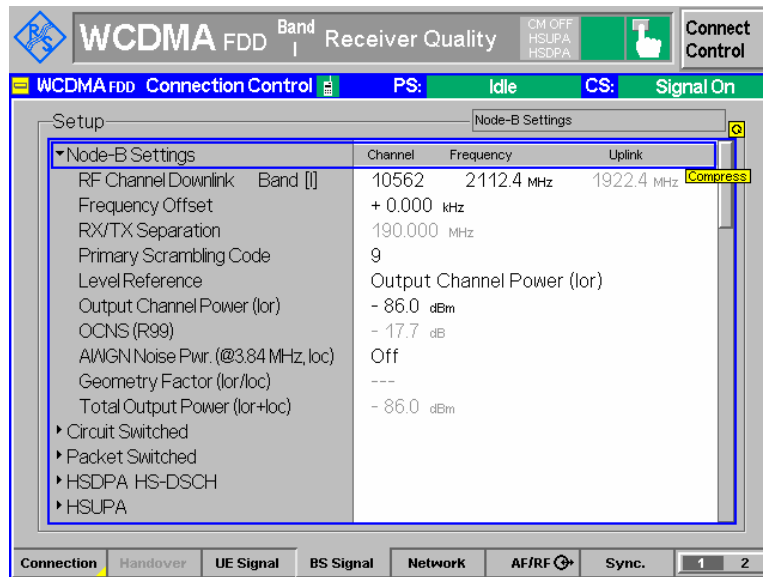 R&S WCDMA FDD Band I Receiver Quality CM OFF HSUPA HSDPA Connect Control
WCDMA FDD Connection Control PS: Idle CS: Signal On
Setup Node-B Settings
Node-B Settings Channel Frequency Uplink
RF Channel Downlink Band [I] 10562 2112.4 MHz 1922.4 MHz Compress
Frequency Offset + 0.000 kHz
RX/TX Separation 190.000 MHz
Primary Scrambling Code 9
Level Reference Output Channel Power (Ior)
Output Channel Power (Ior) - 86.0 dBm
OCNS (R99) - 17.7 dB
AWGN Noise Pwr. (@3.84 MHz, Ioc) Off
Geometry Factor (Ior/Ioc) ---
Total Output Power (Ior+Ioc) - 86.0 dBm
Circuit Switched
Packet Switched
HSDPA HS-DSCH
HSUPA
Connection Handover UE Signal BS Signal Network AF/RF Sync. 1 2